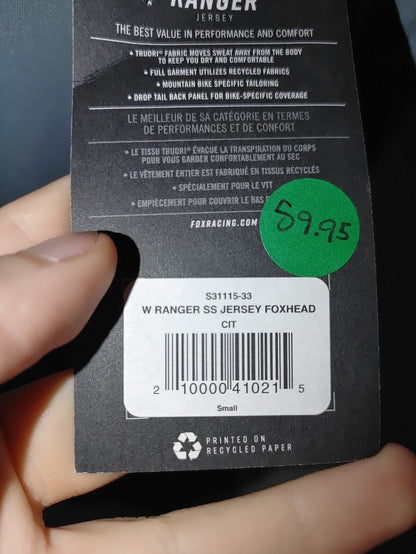 RANGER
JERSEY
THE BEST VALUE IN PERFORMANCE AND COMFORT
• TRUDRI® FABRIC MOVES SWEAT AWAY FROM THE BODY
TO KEEP YOU DRY AND COMFORTABLE
• FULL GARMENT UTILIZES RECYCLED FABRICS
• MOUNTAIN BIKE SPECIFIC TAILORING
• DROP TAIL BACK PANEL FOR BIKE-SPECIFIC COVERAGE
LE MEILLEUR DE SA CATÉGORIE EN TERMES
DE PERFORMANCES ET DE CONFORT
• LE TISSU TRUDRI® ÉVACUE LA TRANSPIRATION DU CORPS
POUR VOUS GARDER CONFORTABLEMENT AU SEC
• LE VÊTEMENT ENTIER EST FABRIQUÉ EN TISSUS RECYCLÉS
• SPÉCIALEMENT POUR LE VTT
• EMPIÈCEMENT POUR COUVRIR LE BAS
FOXRACING.COM
59.95
S31115-33
W RANGER SS JERSEY FOXHEAD
CIT
2 10000 41021 5
Small
PRINTED ON
RECYCLED PAPER